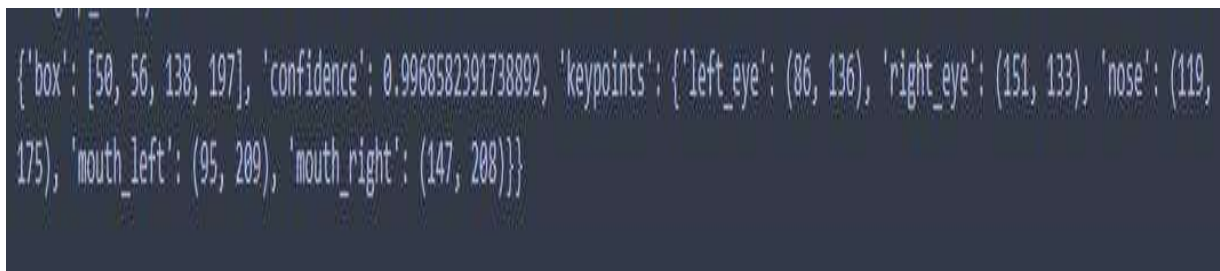 {'box': [50, 56, 138, 197], 'confidence': 0.9968582391738892, 'keypoints': {'left_eye': (86, 136), 'right_eye': (151, 133), 'nose': (119,
175), 'mouth_left': (95, 209), 'mouth_right': (147, 208)}}